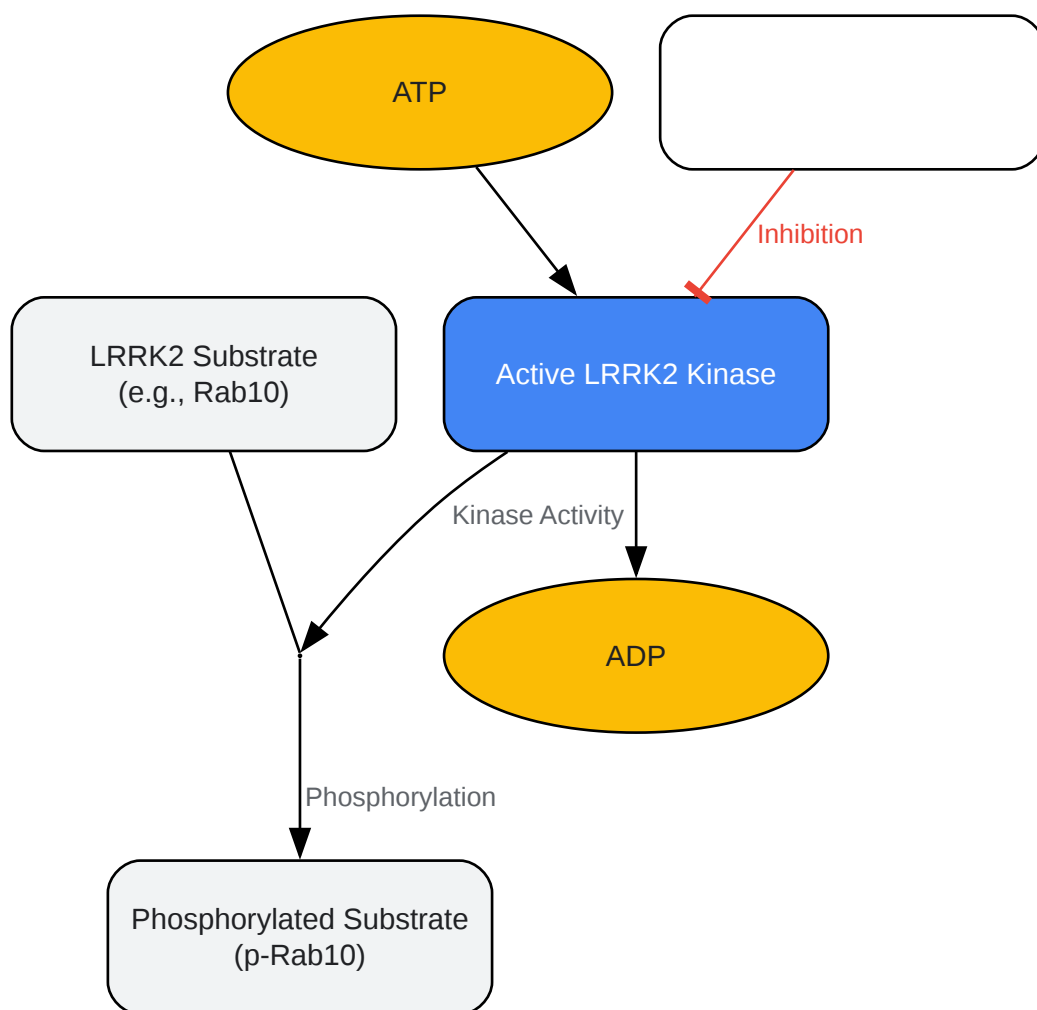 ATP
Inhibition
LRRK2 Substrate
(e.g., Rab10)
Active LRRK2 Kinase
Kinase Activity
ADP
Phosphorylation
Phosphorylated Substrate
(p-Rab10)